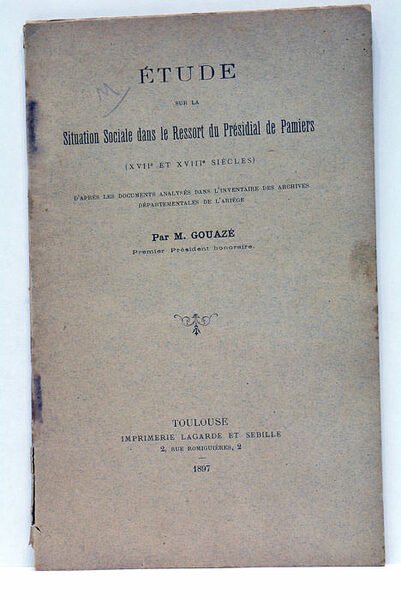 ÉTUDE
SUR LA
Situation Sociale dans le Ressort du Présidial de Pamiers
(XVIIe ET XVIIIe SIÈCLES)
D'APRÈS LES DOCUMENTS ANALYSÉS DANS L'INVENTAIRE DES ARCHIVES
DÉPARTEMENTALES DE L'ARIÈGE
Par M. GOUAZÉ
Premier Président honoraire.
TOULOUSE
IMPRIMERIE LAGARDE ET SEBILLE
2, RUE ROMIGUIÈRES, 2
1897